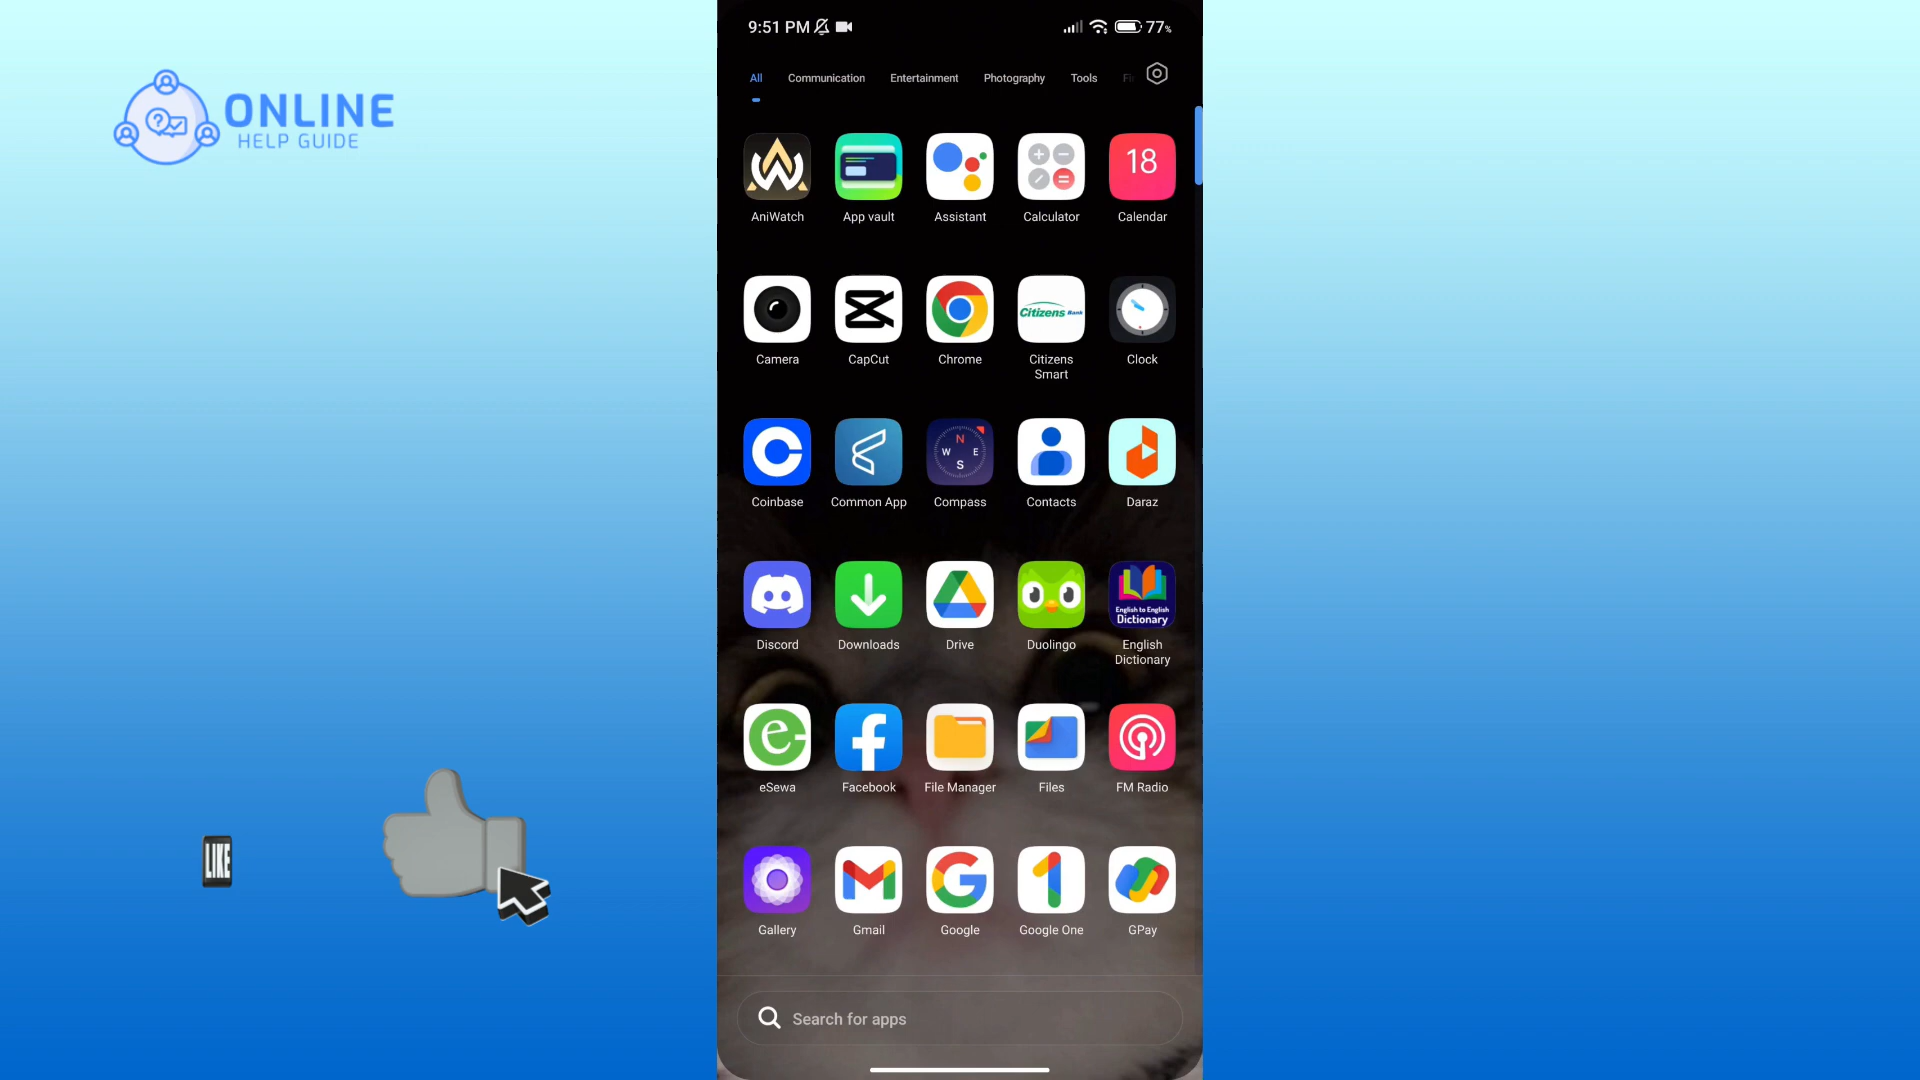 ONLINE
HELP GUIDE
LIKE
9:51 PM
77%
All
Communication
Entertainment
Photography
Tools
18
AniWatch
App vault
Assistant
Calculator
Calendar
Citizens Bank
Camera
CapCut
Chrome
Citizens
Smart
Clock
N
W E
S
Coinbase
Common App
Compass
Contacts
Daraz
English to English
Dictionary
Discord
Downloads
Drive
Duolingo
English
Dictionary
eSewa
Facebook
File Manager
Files
FM Radio
Gallery
Gmail
Google
Google One
GPay
Search for apps